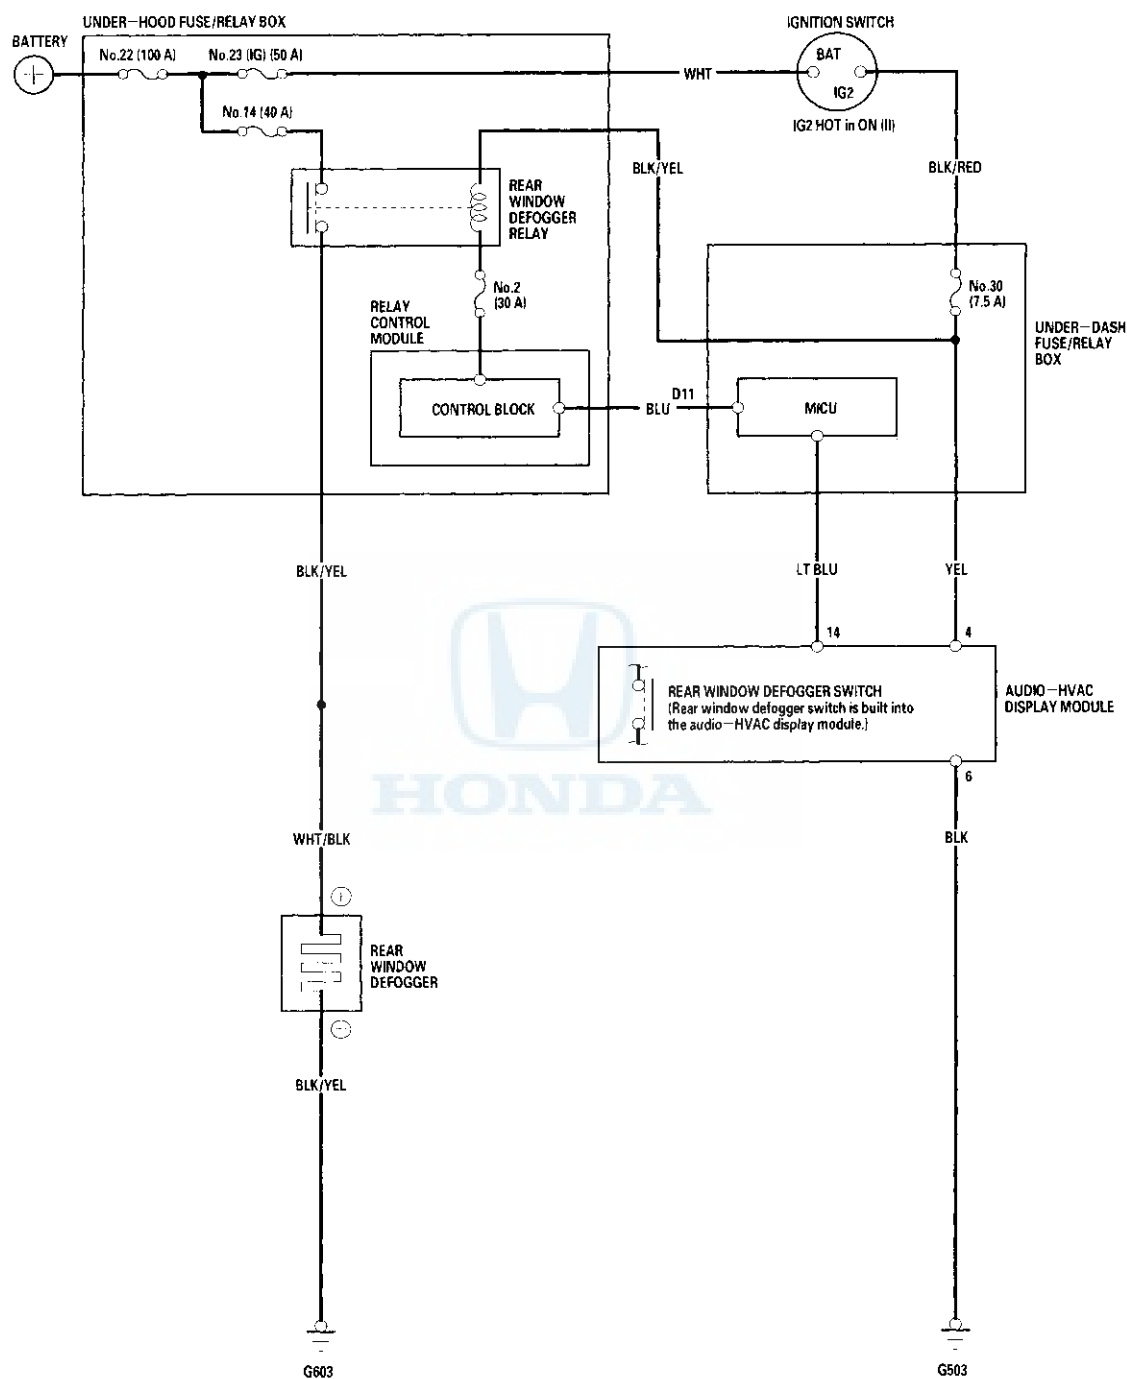 UNDER-HOOD FUSE/RELAY BOX
IGNITION SWITCH
BATTERY
No.22 (100 A)
No.23 (IG) (50 A)
BAT
WHT
IG2
No.14 (40 A)
IG2 HOT in ON (II)
BLK/YEL
BLK/RED
REAR
WINDOW
DEFOGGER
RELAY
No.2
(30 A)
No.30
(7.5 A)
RELAY
CONTROL
MODULE
UNDER-DASH
FUSE/RELAY
BOX
CONTROL BLOCK
BLU
D11
MICU
BLK/YEL
LT BLU
YEL
14
4
REAR WINDOW DEFOGGER SWITCH
(Rear window defogger switch is built into
the audio-HVAC display module.)
AUDIO-HVAC
DISPLAY MODULE
6
HONDA
WHT/BLK
BLK
+
REAR
WINDOW
DEFOGGER
−
BLK/YEL
G603
G503